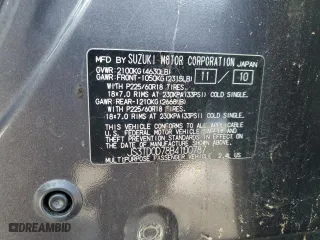 MFD BY SUZUKI MOTOR CORPORATION JAPAN
GVWR: 2100KG (4630LB)
GAWR: FRONT-1050KG (2315LB) 11 / 10
WITH P225/60R18 TIRES.
18×7.0 RIMS AT 230KPA (33PSI) COLD SINGLE.
GAWR: REAR-1210KG (2668LB)
WITH P225/60R18 TIRES.
18×7.0 RIMS AT 230KPA (33PSI) COLD SINGLE.
THIS VEHICLE CONFORMS TO ALL APPLICABLE
U.S. FEDERAL MOTOR VEHICLE SAFETY AND
THEFT PREVENTION STANDARDS IN EFFECT ON
THE DATE OF MANUFACTURE SHOWN ABOVE.
MULTIPURPOSE PASSENGER VEHICLE 2.4L US
DREAMBID